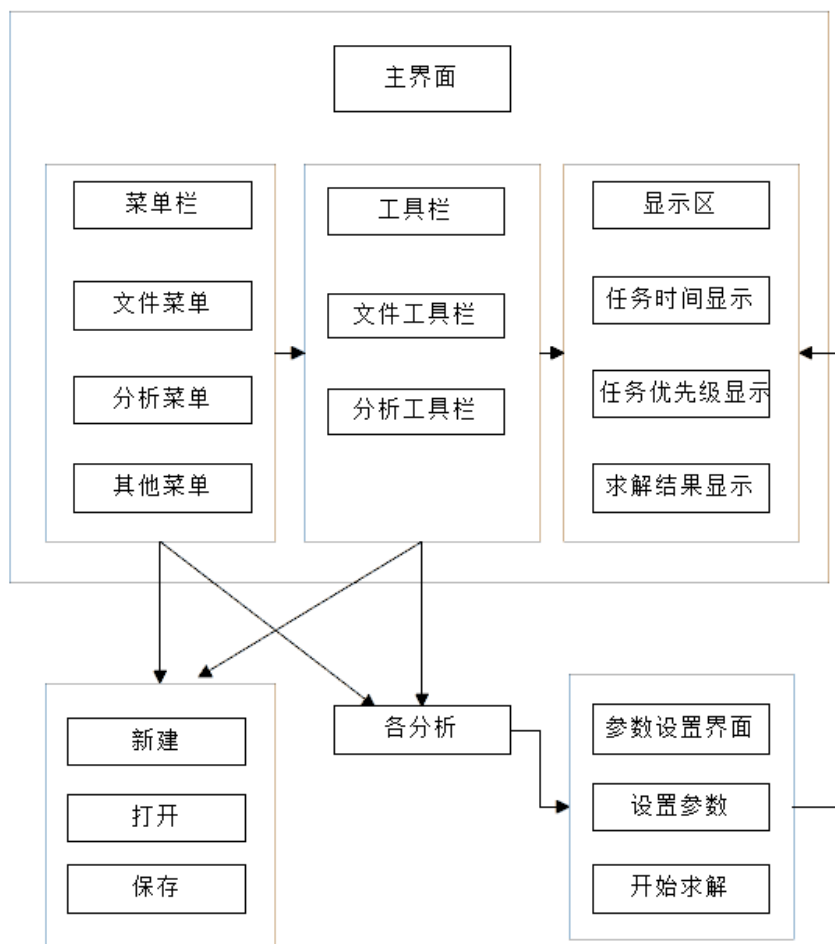 主界面
菜单栏
文件菜单
分析菜单
其他菜单
工具栏
文件工具栏
分析工具栏
显示区
任务时间显示
任务优先级显示
求解结果显示
新建
打开
保存
各分析
参数设置界面
设置参数
开始求解